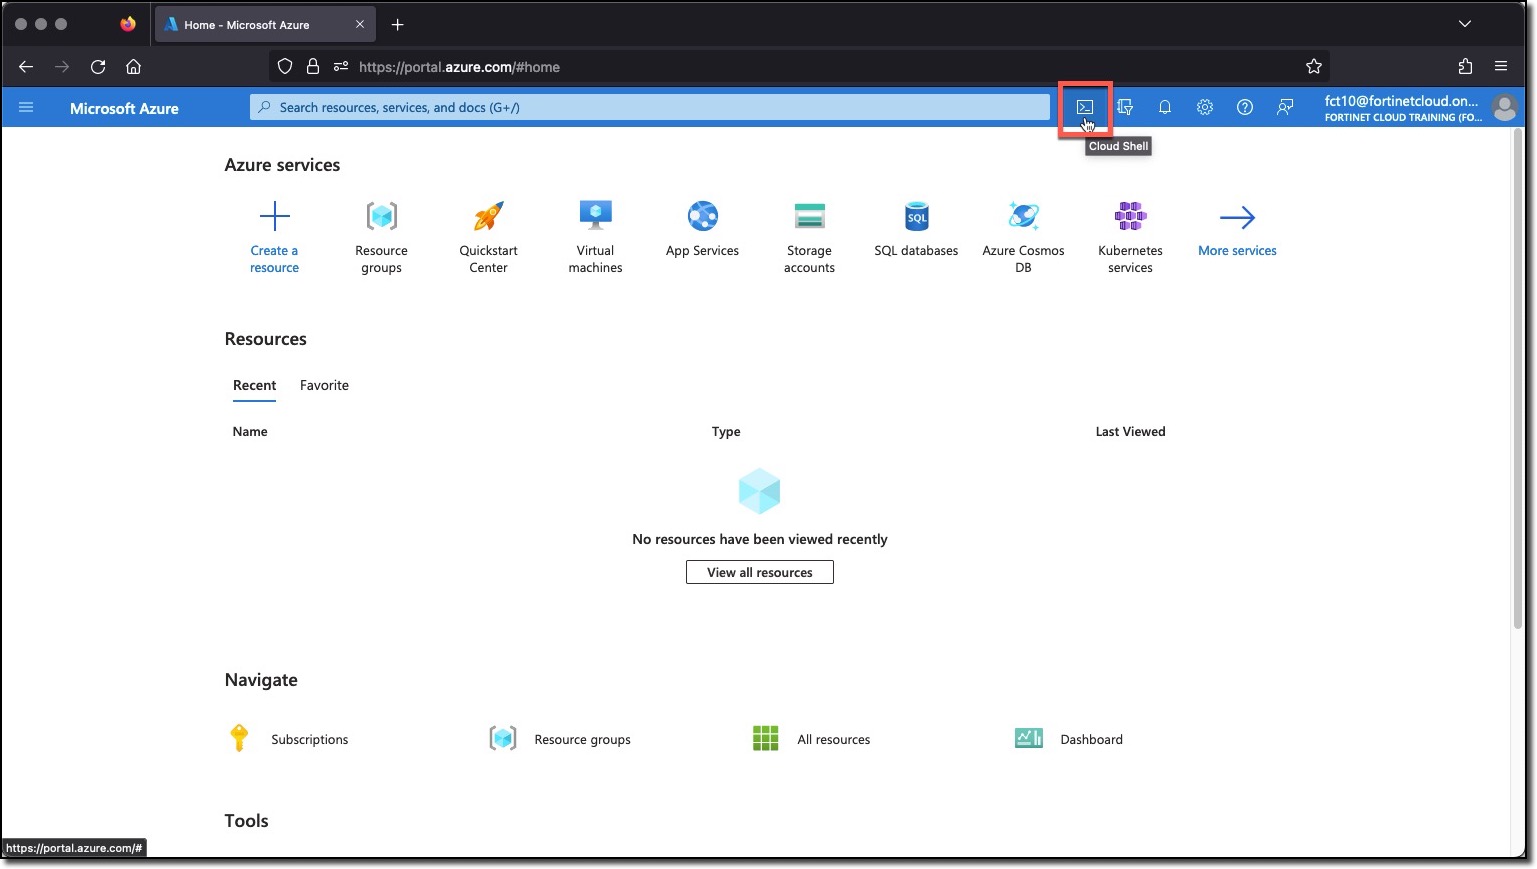 Home - Microsoft Azure
https://portal.azure.com/#home
Microsoft Azure
Search resources, services, and docs (G+/)
fct10@fortinetcloud.on...
FORTINET CLOUD TRAINING (FO...
Cloud Shell
Azure services
Create a
resource
Resource
groups
Quickstart
Center
Virtual
machines
App Services
Storage
accounts
SQL
SQL databases
Azure Cosmos
DB
Kubernetes
services
More services
Resources
Recent
Favorite
Name
Type
Last Viewed
No resources have been viewed recently
View all resources
Navigate
Subscriptions
Resource groups
All resources
Dashboard
Tools
https://portal.azure.com/#